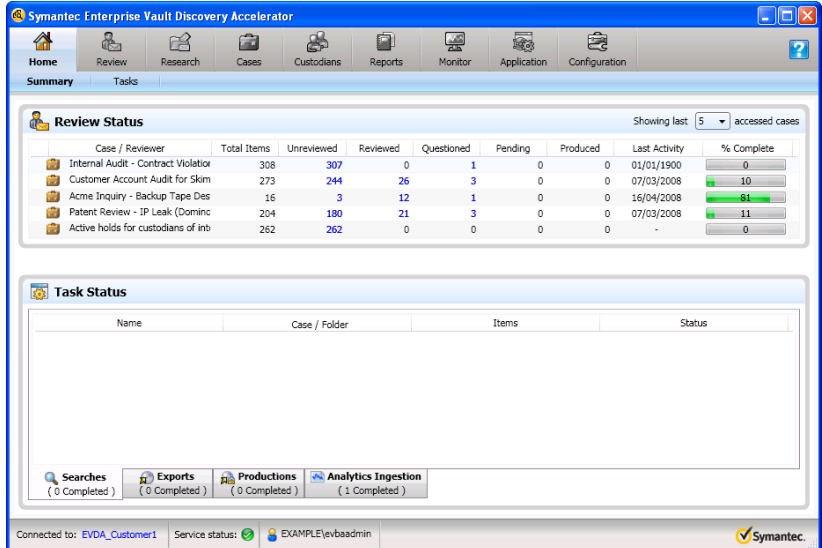 Symantec Enterprise Vault Discovery Accelerator
Home Review Research Cases Custodians Reports Monitor Application Configuration
Summary Tasks
Review Status Showing last 5 accessed cases
Case / Reviewer Total Items Unreviewed Reviewed Questioned Pending Produced Last Activity % Complete
Internal Audit - Contract Violation 308 307 0 1 0 0 01/01/1900 0
Customer Account Audit for Skim 273 244 26 3 0 0 07/03/2008 10
Acme Inquiry - Backup Tape Des 16 3 12 1 0 0 16/04/2008 81
Patent Review - IP Leak (Dominc 204 180 21 3 0 0 07/03/2008 11
Active holds for custodians of int 262 262 0 0 0 0 - 0
Task Status
Name Case / Folder Items Status
Searches Exports Productions Analytics Ingestion
( 0 Completed ) ( 0 Completed ) ( 0 Completed ) ( 1 Completed )
Connected to: EVDA_Customer1 Service status: EXAMPLE\evbaadmin Symantec.